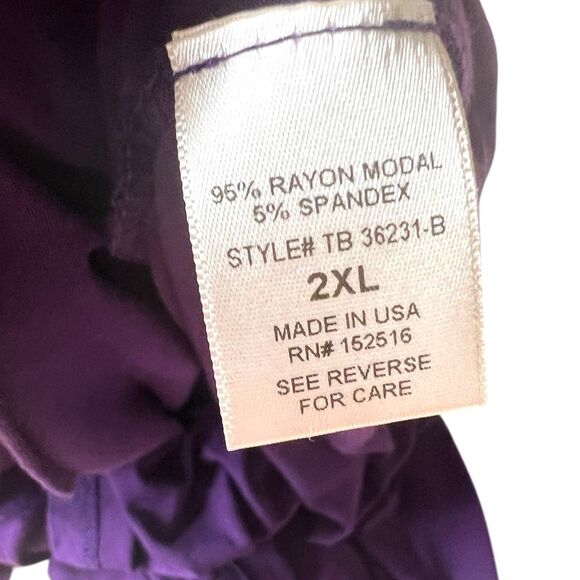 95% RAYON MODAL
5% SPANDEX
STYLE# TB 36231-B
2XL
MADE IN USA
RN# 152516
SEE REVERSE
FOR CARE